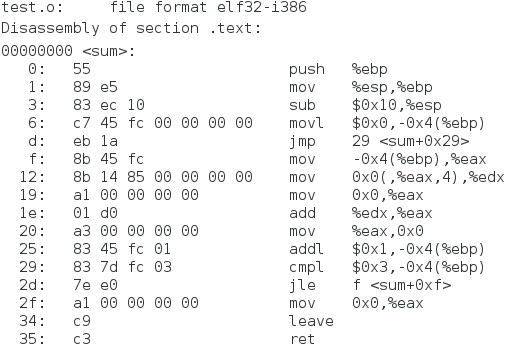 test.o:     file format elf32-i386
Disassembly of section .text:
00000000 <sum>:
   0:   55                      push   %ebp
   1:   89 e5                   mov    %esp,%ebp
   3:   83 ec 10                sub    $0x10,%esp
   6:   c7 45 fc 00 00 00 00    movl   $0x0,-0x4(%ebp)
   d:   eb 1a                   jmp    29 <sum+0x29>
   f:   8b 45 fc                mov    -0x4(%ebp),%eax
  12:   8b 14 85 00 00 00 00    mov    0x0(,%eax,4),%edx
  19:   a1 00 00 00 00          mov    0x0,%eax
  1e:   01 d0                   add    %edx,%eax
  20:   a3 00 00 00 00          mov    %eax,0x0
  25:   83 45 fc 01             addl   $0x1,-0x4(%ebp)
  29:   83 7d fc 03             cmpl   $0x3,-0x4(%ebp)
  2d:   7e e0                   jle    f <sum+0xf>
  2f:   a1 00 00 00 00          mov    0x0,%eax
  34:   c9                      leave
  35:   c3                      ret